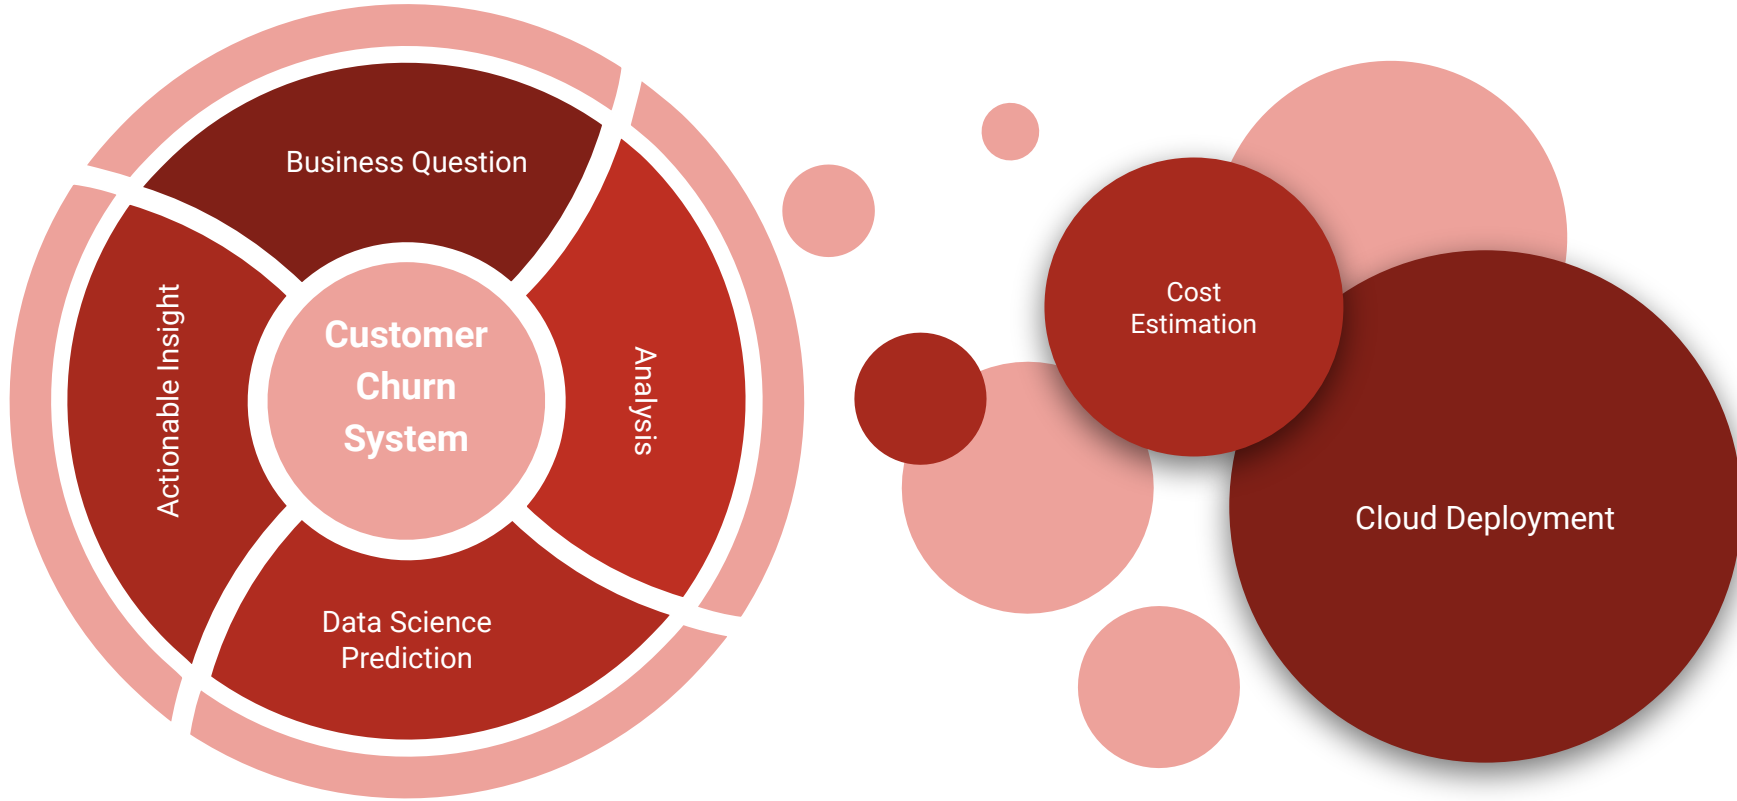 Business Question
Actionable Insight
Customer
Churn
System
Analysis
Data Science
Prediction
Cost
Estimation
Cloud Deployment